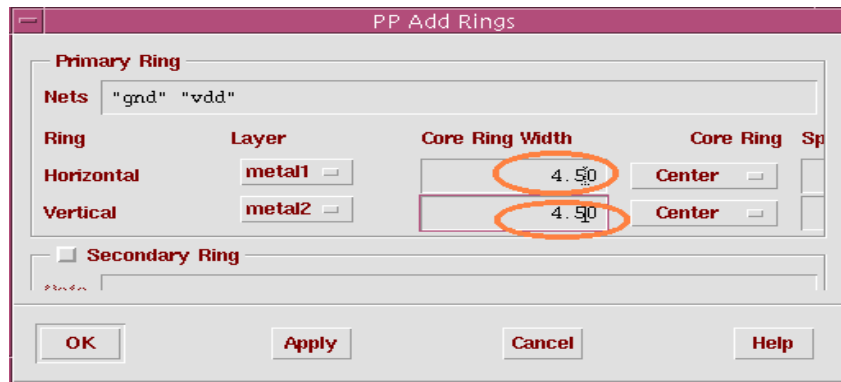 PP Add Rings
Primary Ring
Nets "gnd" "vdd"
Ring Layer Core Ring Width Core Ring Sp
Horizontal metal1 4.50 Center
Vertical metal2 4.50 Center
Secondary Ring
OK Apply Cancel Help